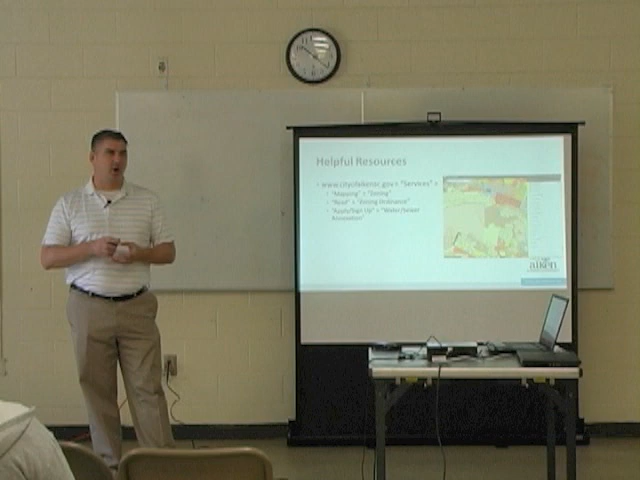 Helpful Resources
www.cityofaikensc.gov > "Services" >
"Mapping" > "Zoning"
"Read" > "Zoning Ordinance"
"Apply/Sign Up" > "Water/Sewer
Annexation"
aiken